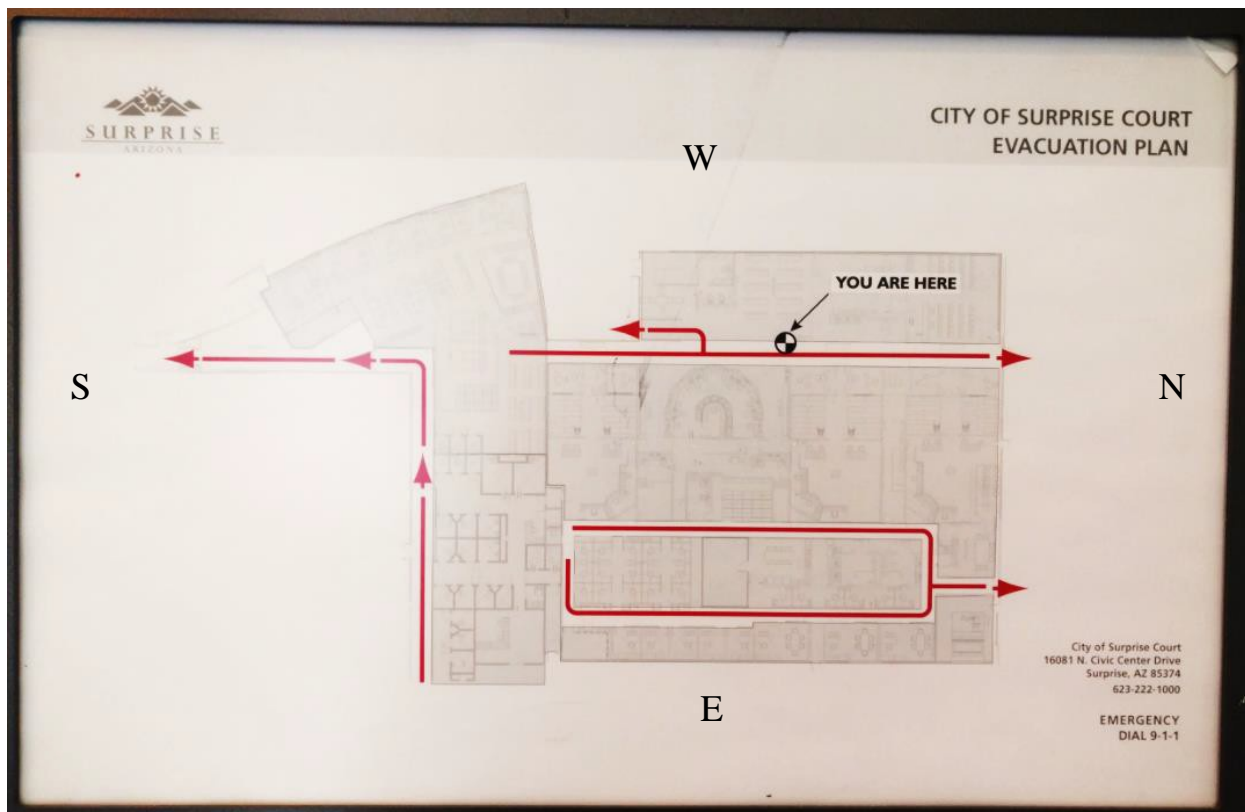 SURPRISE
ARIZONA
CITY OF SURPRISE COURT
EVACUATION PLAN
W
YOU ARE HERE
S
N
E
City of Surprise Court
16081 N. Civic Center Drive
Surprise, AZ 85374
623-222-1000
EMERGENCY
DIAL 9-1-1